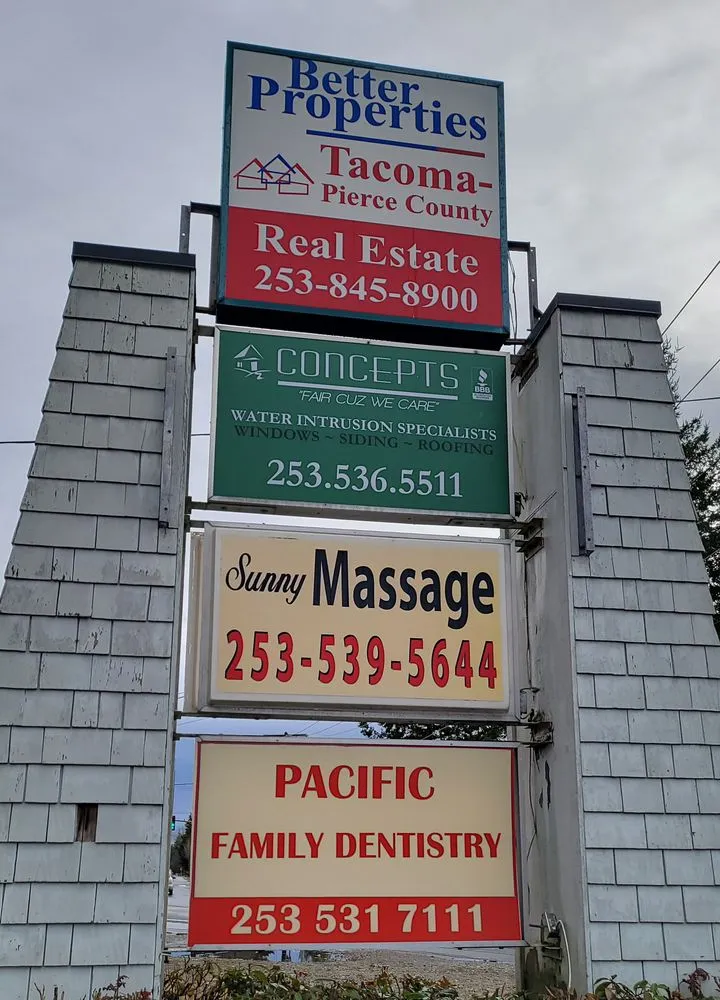 Better
Properties
Tacoma-
Pierce County
Real Estate
253-845-8900
CONCEPTS
BBB
"FAIR CUZ WE CARE"
WATER INTRUSION SPECIALISTS
WINDOWS ~ SIDING ~ ROOFING
253.536.5511
Sunny Massage
253-539-5644
PACIFIC
FAMILY DENTISTRY
253 531 7111